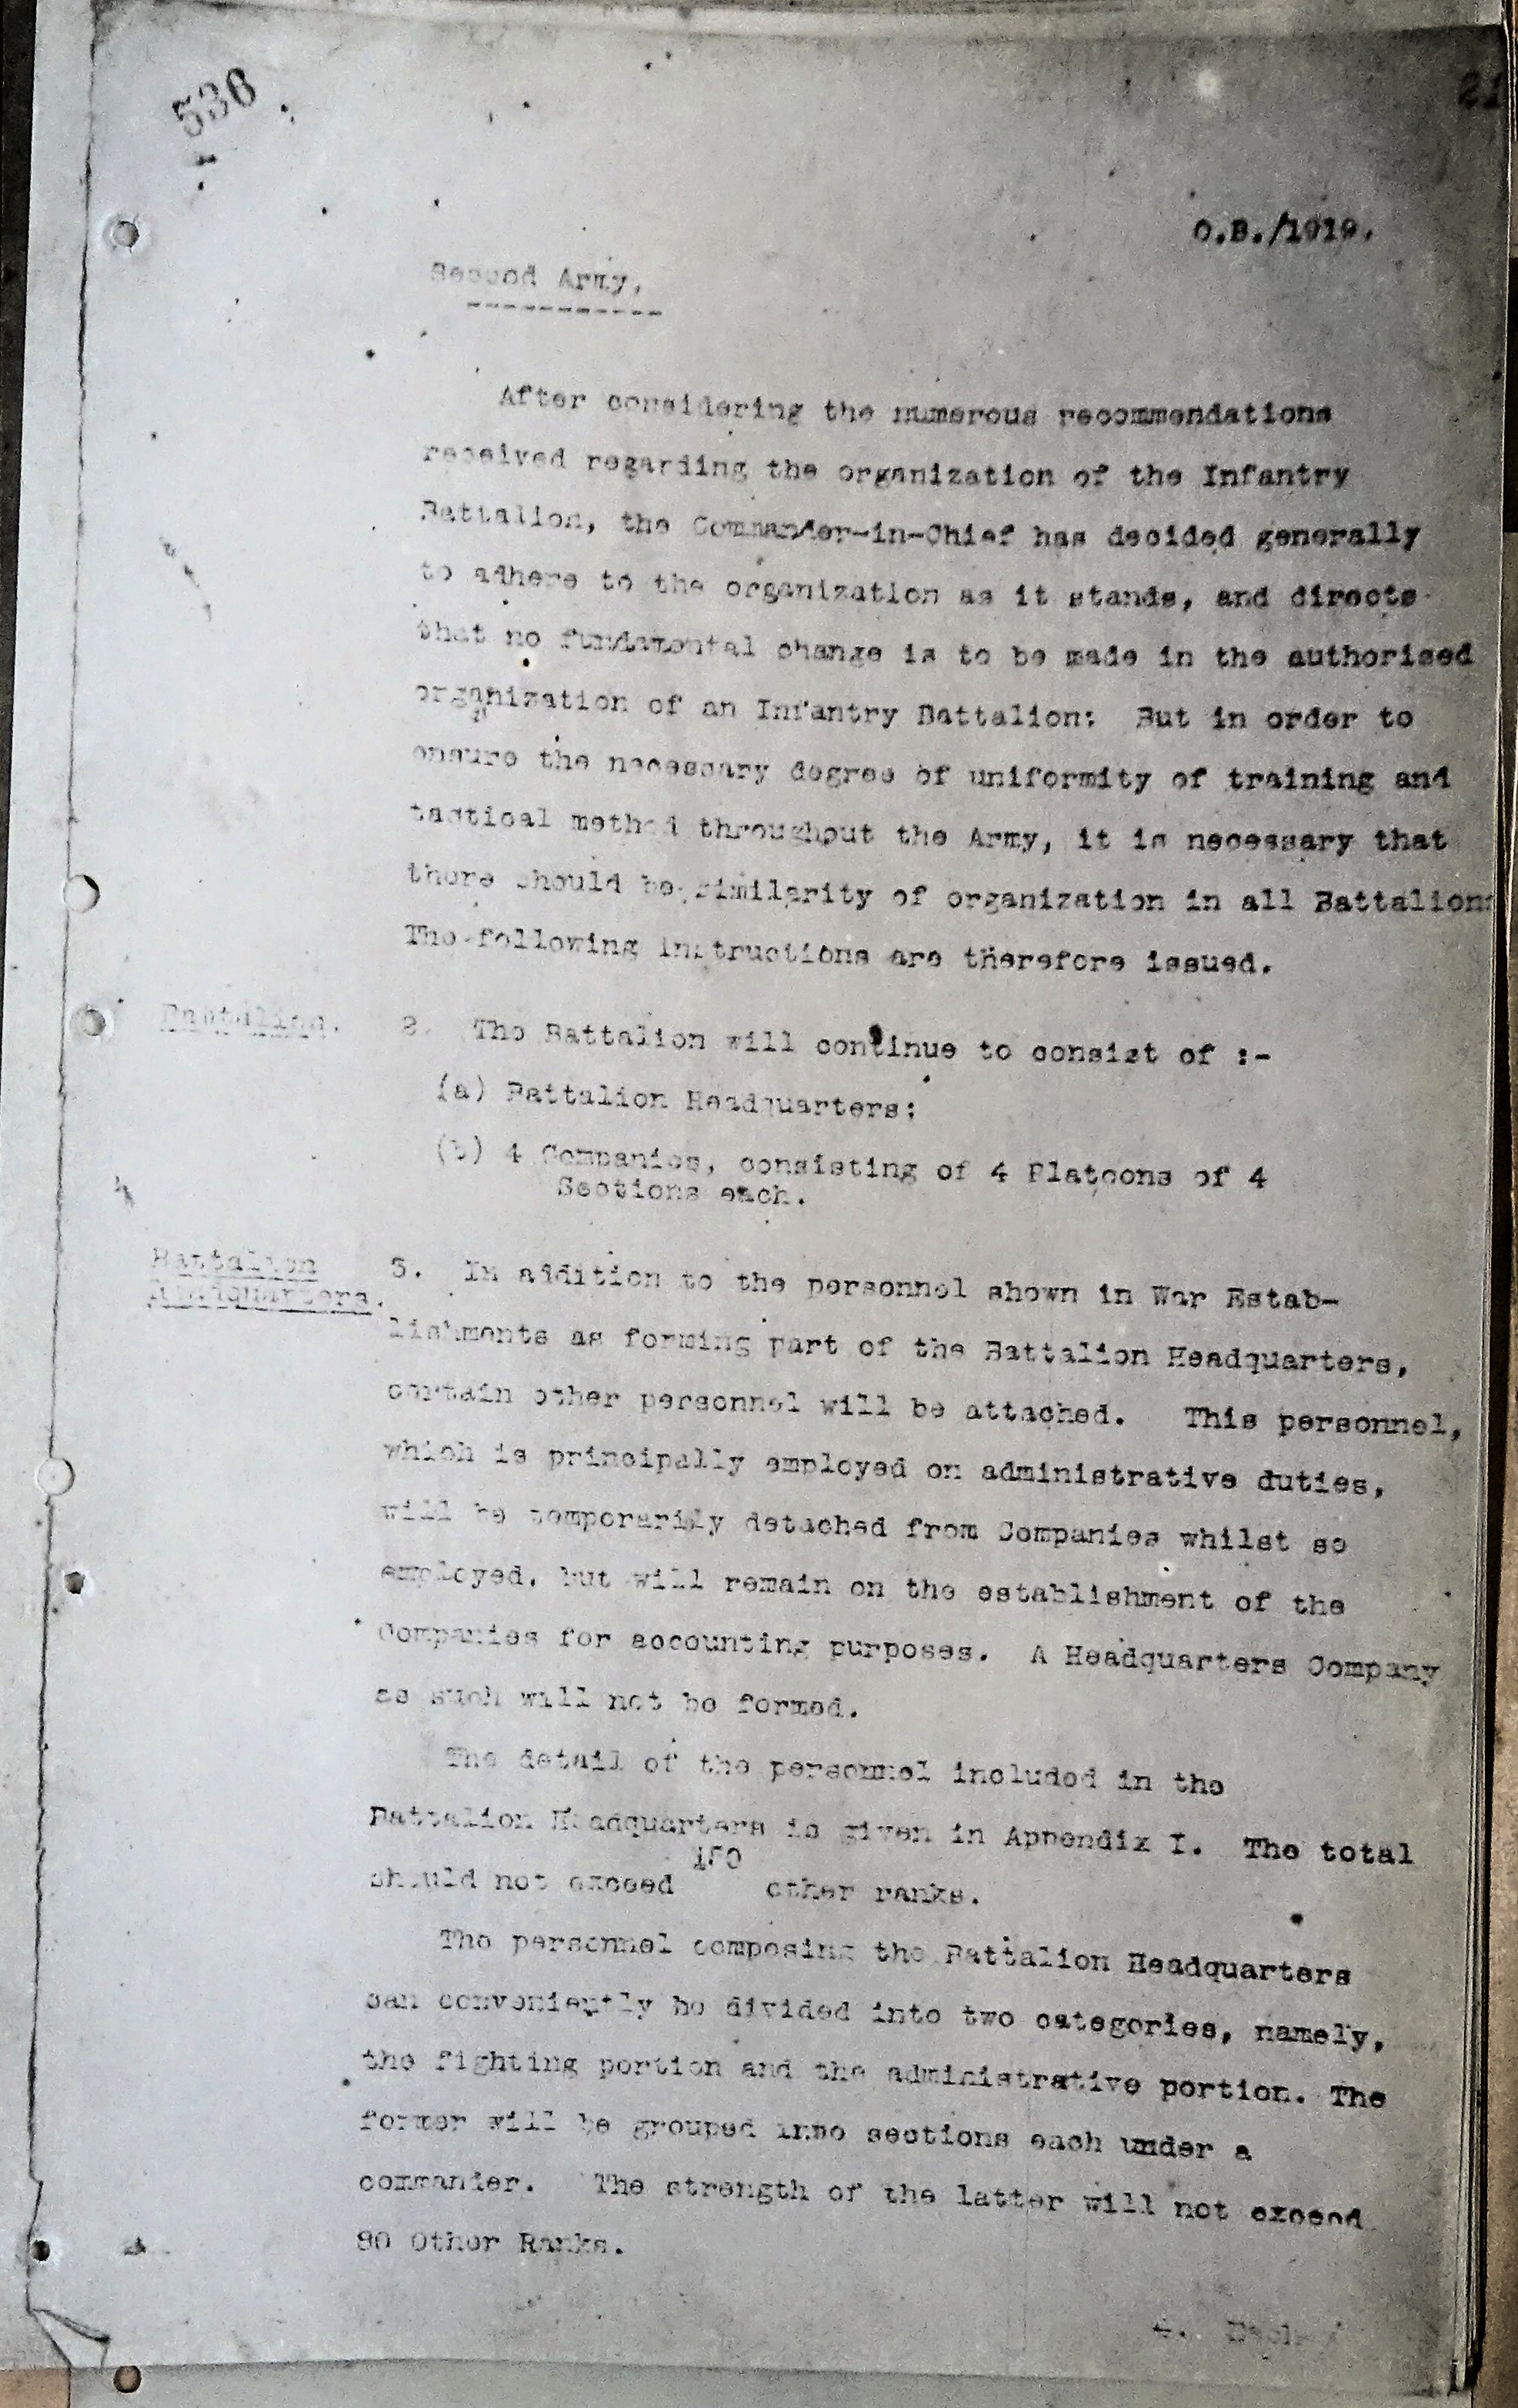 536
21
O.B./1919.
Second Army,
-----------
After considering the numerous recommendations
received regarding the organization of the Infantry
Battalion, the Commander-in-Chief has decided generally
to adhere to the organization as it stands, and directs
that no fundamental change is to be made in the authorised
organization of an Infantry Battalion: But in order to
ensure the necessary degree of uniformity of training and
tactical method throughout the Army, it is necessary that
there should be similarity of organization in all Battalions
The following instructions are therefore issued.
Battalion. 2. The Battalion will continue to consist of :-
(a) Battalion Headquarters:
(b) 4 Companies, consisting of 4 Platoons of 4
Sections each.
Battalion
Headquarters.
3. In addition to the personnel shown in War Estab-
lishments as forming part of the Battalion Headquarters,
certain other personnel will be attached. This personnel,
which is principally employed on administrative duties,
will be temporarily detached from Companies whilst so
employed, but will remain on the establishment of the
Companies for accounting purposes. A Headquarters Company
as such will not be formed.
The detail of the personnel included in the
Battalion Headquarters is given in Appendix I. The total
should not exceed other ranks.
The personnel composing the Battalion Headquarters
can conveniently be divided into two categories, namely,
the fighting portion and the administrative portion. The
former will be grouped inno sections each under a
commander. The strength of the latter will not exceed
90 Other Ranks.
4.